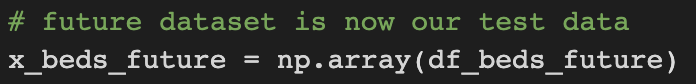 # future dataset is now our test data
x_beds_future = np.array(df_beds_future)